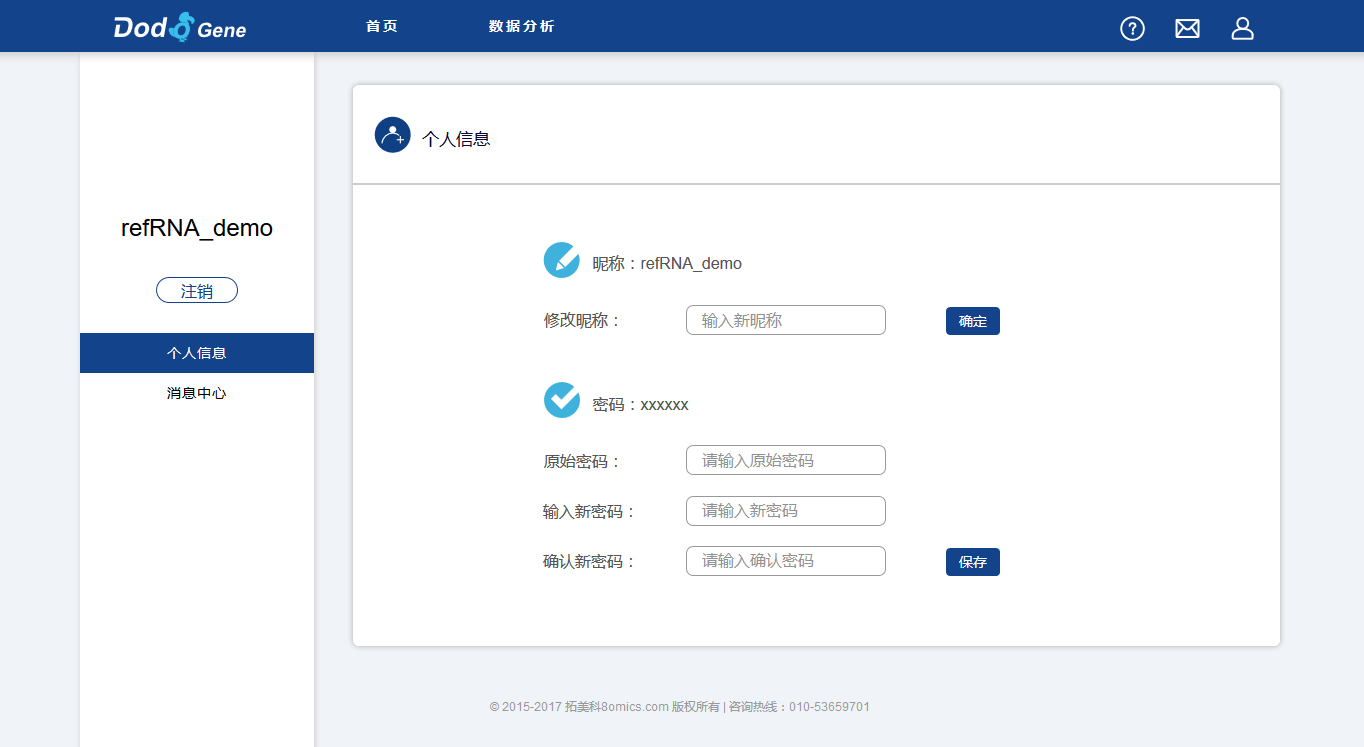 Dodo Gene
首页
数据分析
refRNA_demo
注销
个人信息
消息中心
个人信息
昵称：refRNA_demo
修改昵称：
输入新昵称
确定
密码：xxxxxx
原始密码：
请输入原始密码
输入新密码：
请输入新密码
确认新密码：
请输入确认密码
保存
© 2015-2017 拓美科8omics.com 版权所有 | 咨询热线：010-53659701